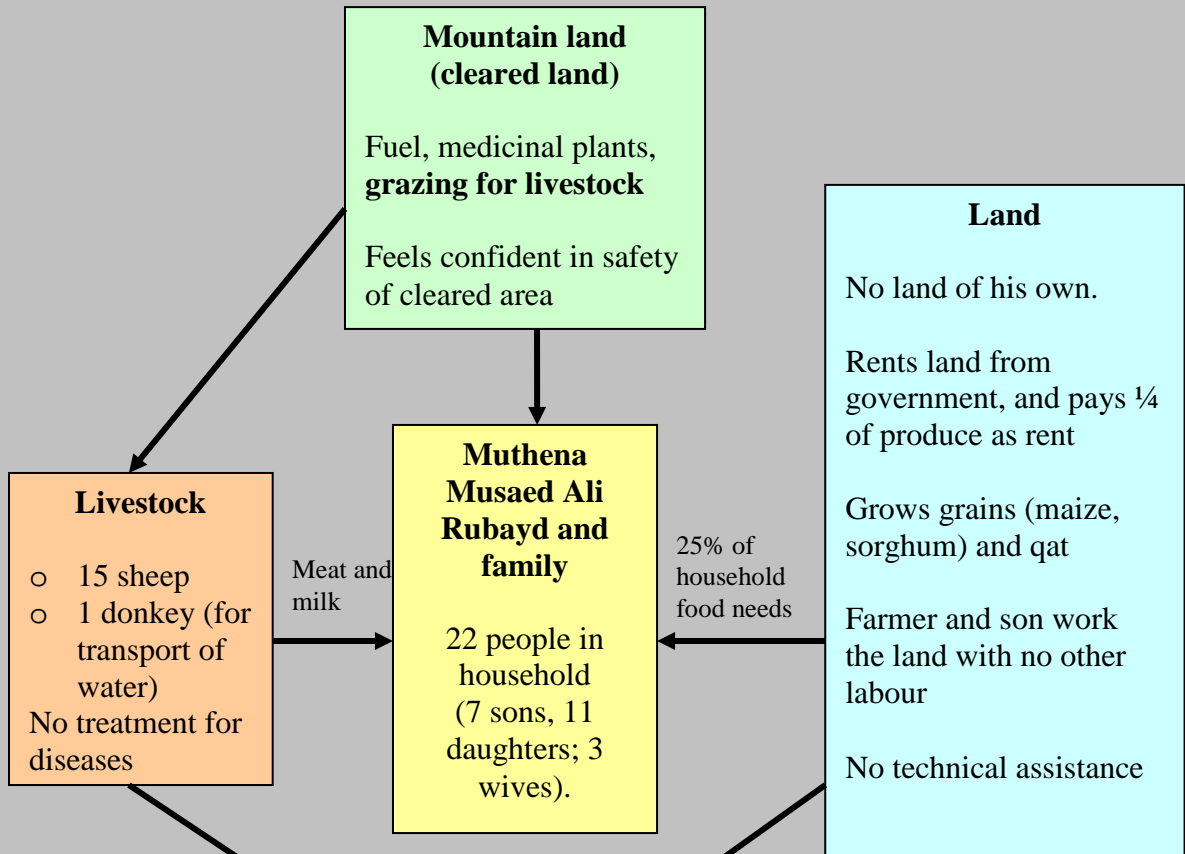 Mountain land
(cleared land)
Fuel, medicinal plants,
grazing for livestock
Feels confident in safety
of cleared area
Livestock
o 15 sheep
o 1 donkey (for
transport of
water)
No treatment for
diseases
Meat and
milk
Muthena
Musaed Ali
Rubayd and
family
22 people in
household
(7 sons, 11
daughters; 3
wives).
25% of
household
food needs
Land
No land of his own.
Rents land from
government, and pays ¼
of produce as rent
Grows grains (maize,
sorghum) and qat
Farmer and son work
the land with no other
labour
No technical assistance